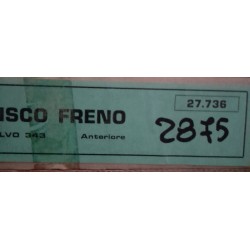 27.736
ISCO FRENO
LVO 343 Anteriore
2875